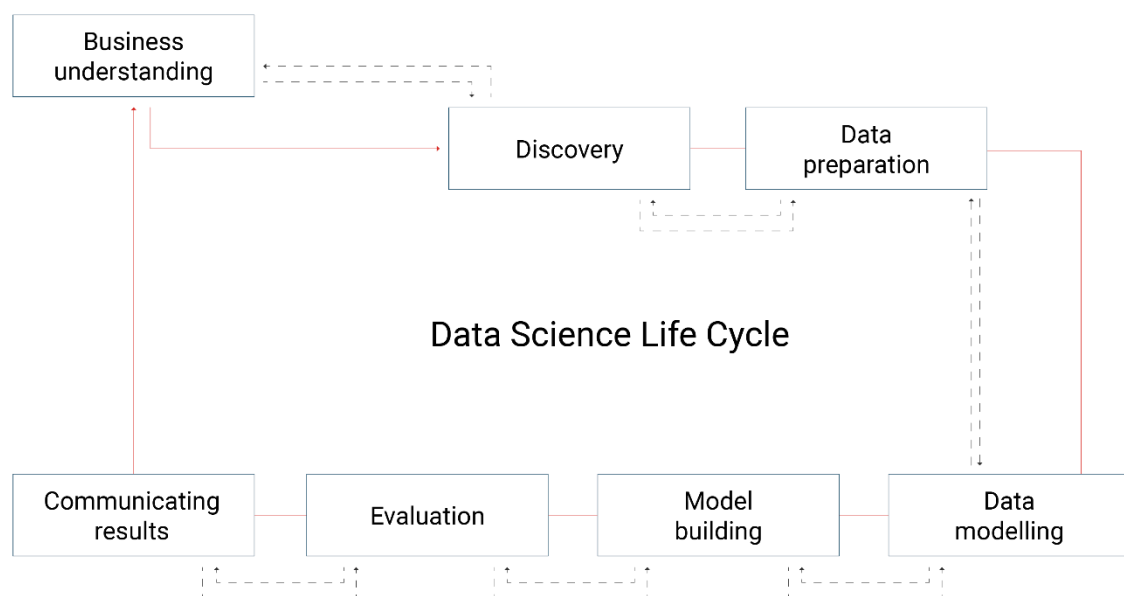 Business
understanding
Discovery
Data
preparation
Data Science Life Cycle
Communicating
results
Evaluation
Model
building
Data
modelling